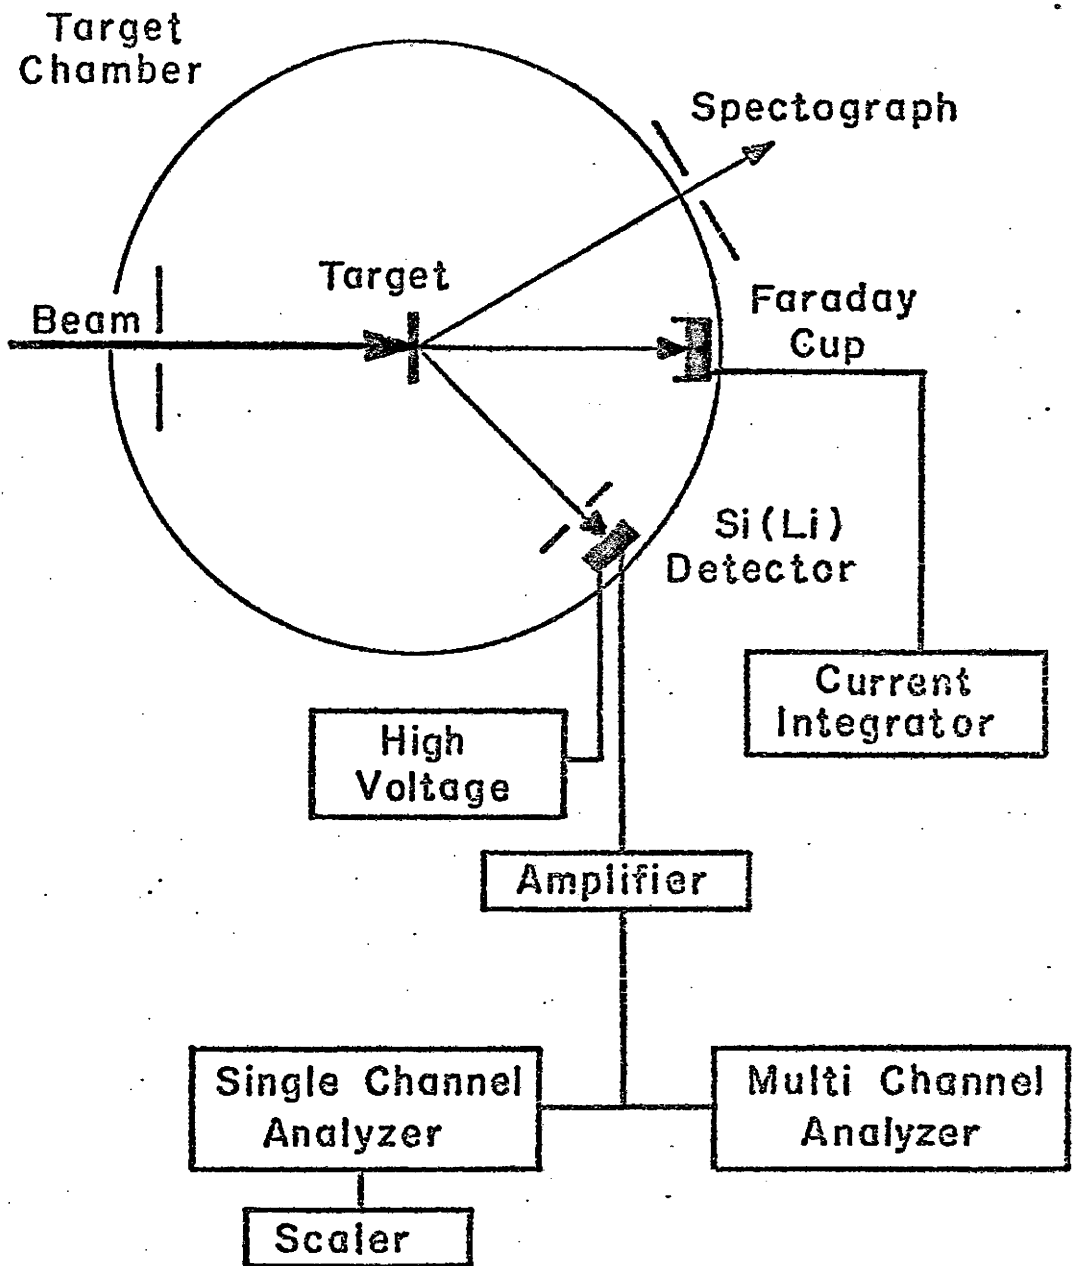 Target
Chamber
Spectograph
Target
Beam
Faraday
Cup
Si(Li)
Detector
Current
Integrator
High
Voltage
Amplifier
Single Channel
Analyzer
Multi Channel
Analyzer
Scaler